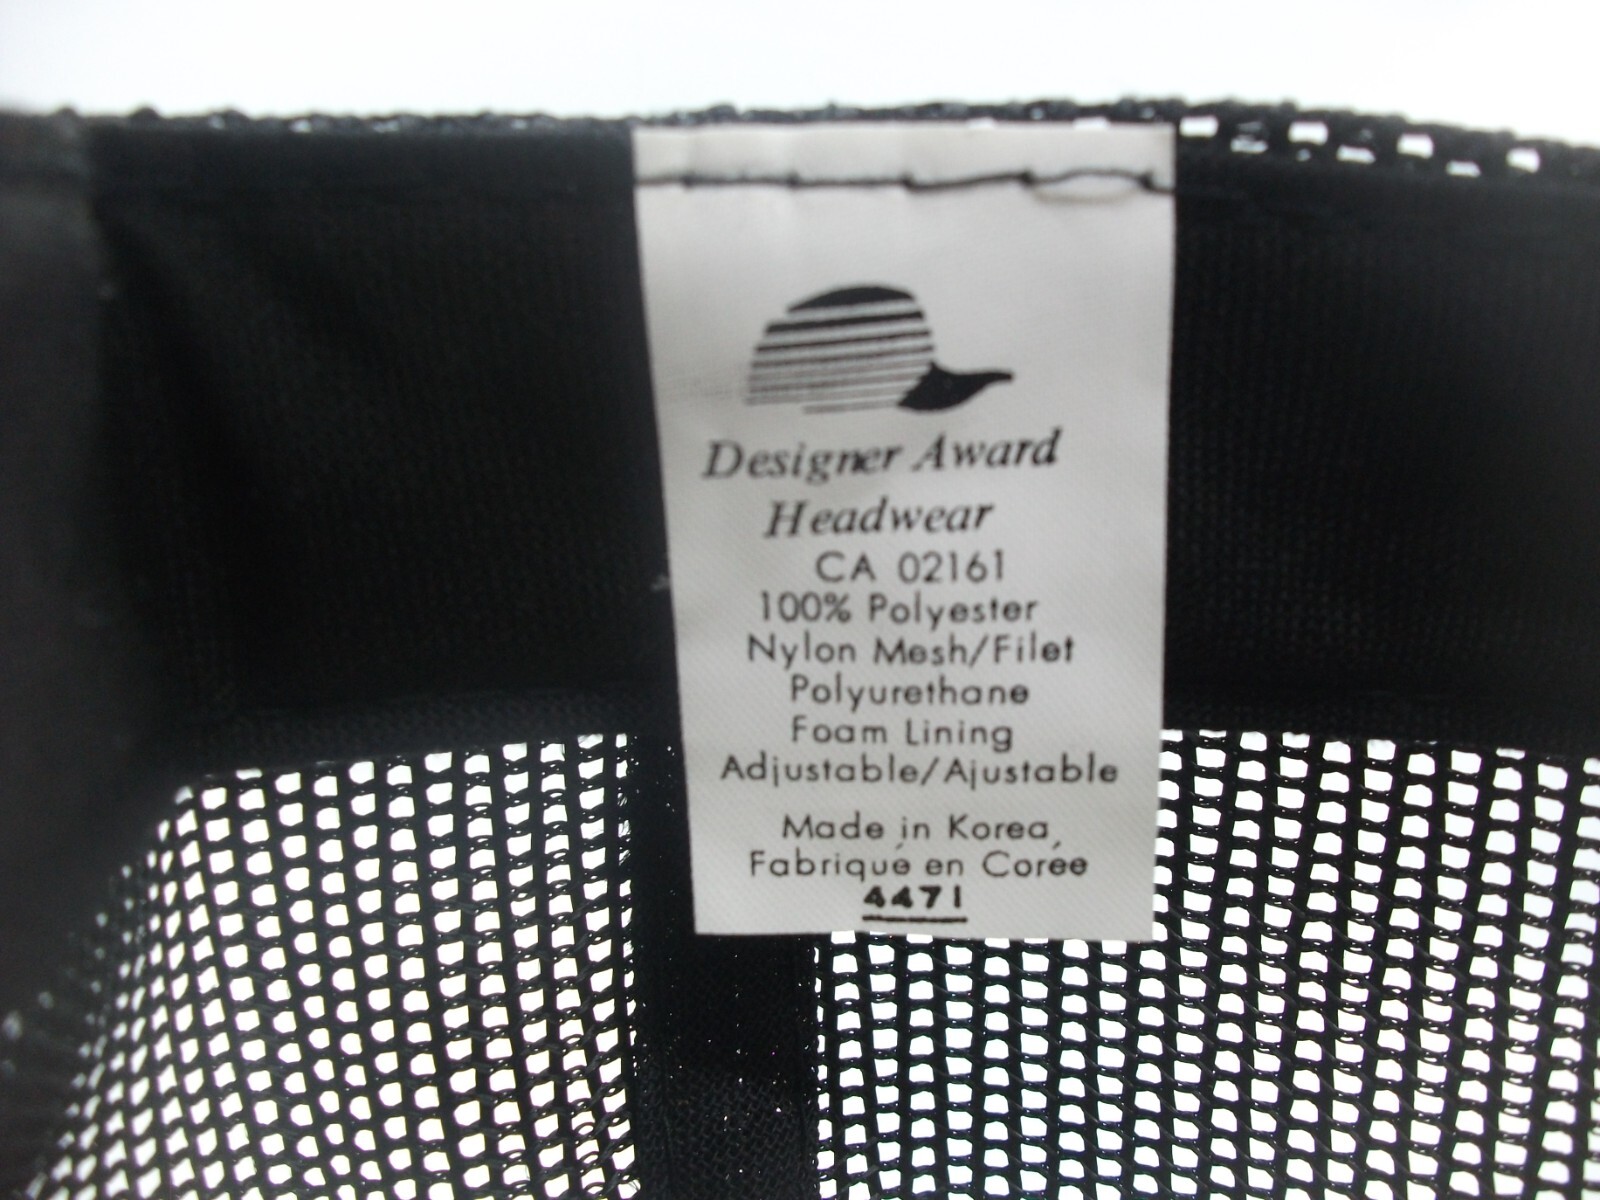 Designer Award
Headwear
CA 02161
100% Polyester
Nylon Mesh/Filet
Polyurethane
Foam Lining
Adjustable/Ajustable
Made in Korea
Fabriqué en Corée
4471